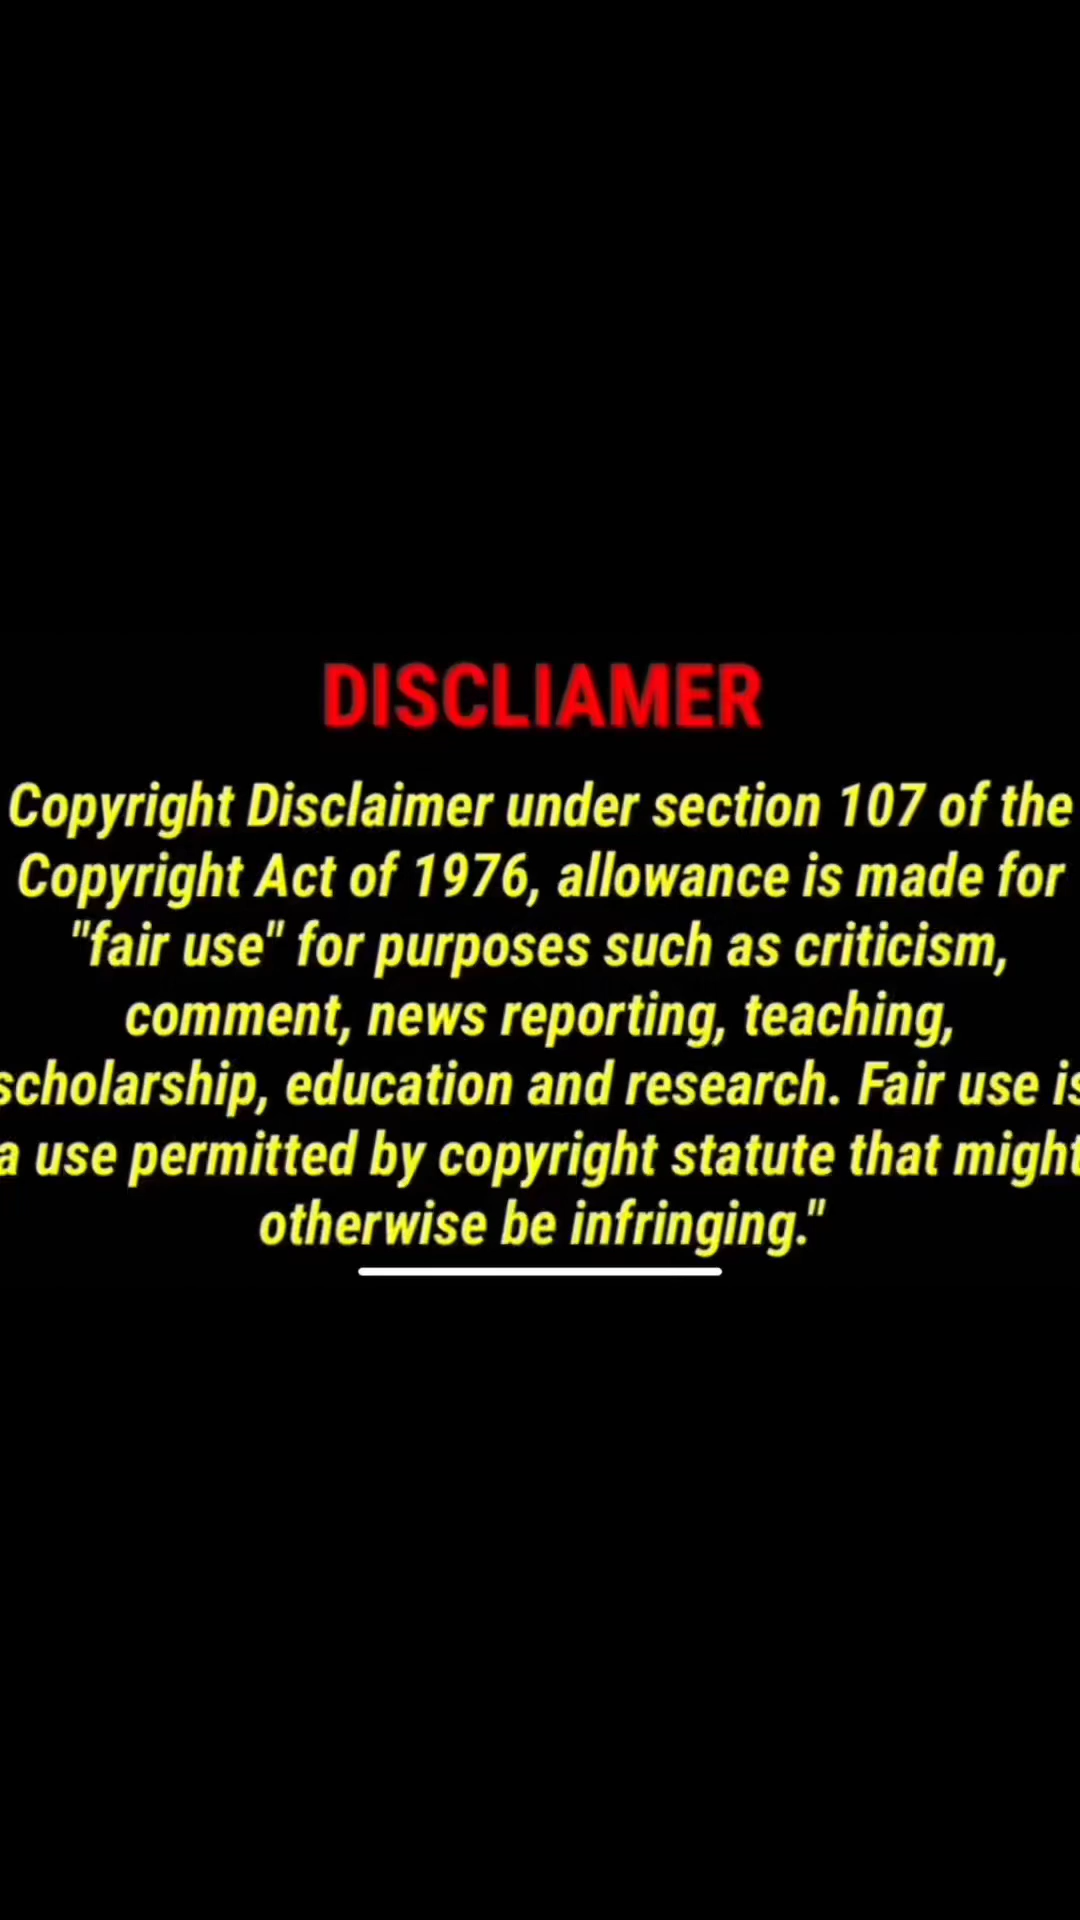 DISCLIAMER
Copyright Disclaimer under section 107 of the
Copyright Act of 1976, allowance is made for
"fair use" for purposes such as criticism,
comment, news reporting, teaching,
scholarship, education and research. Fair use is
a use permitted by copyright statute that might
otherwise be infringing."